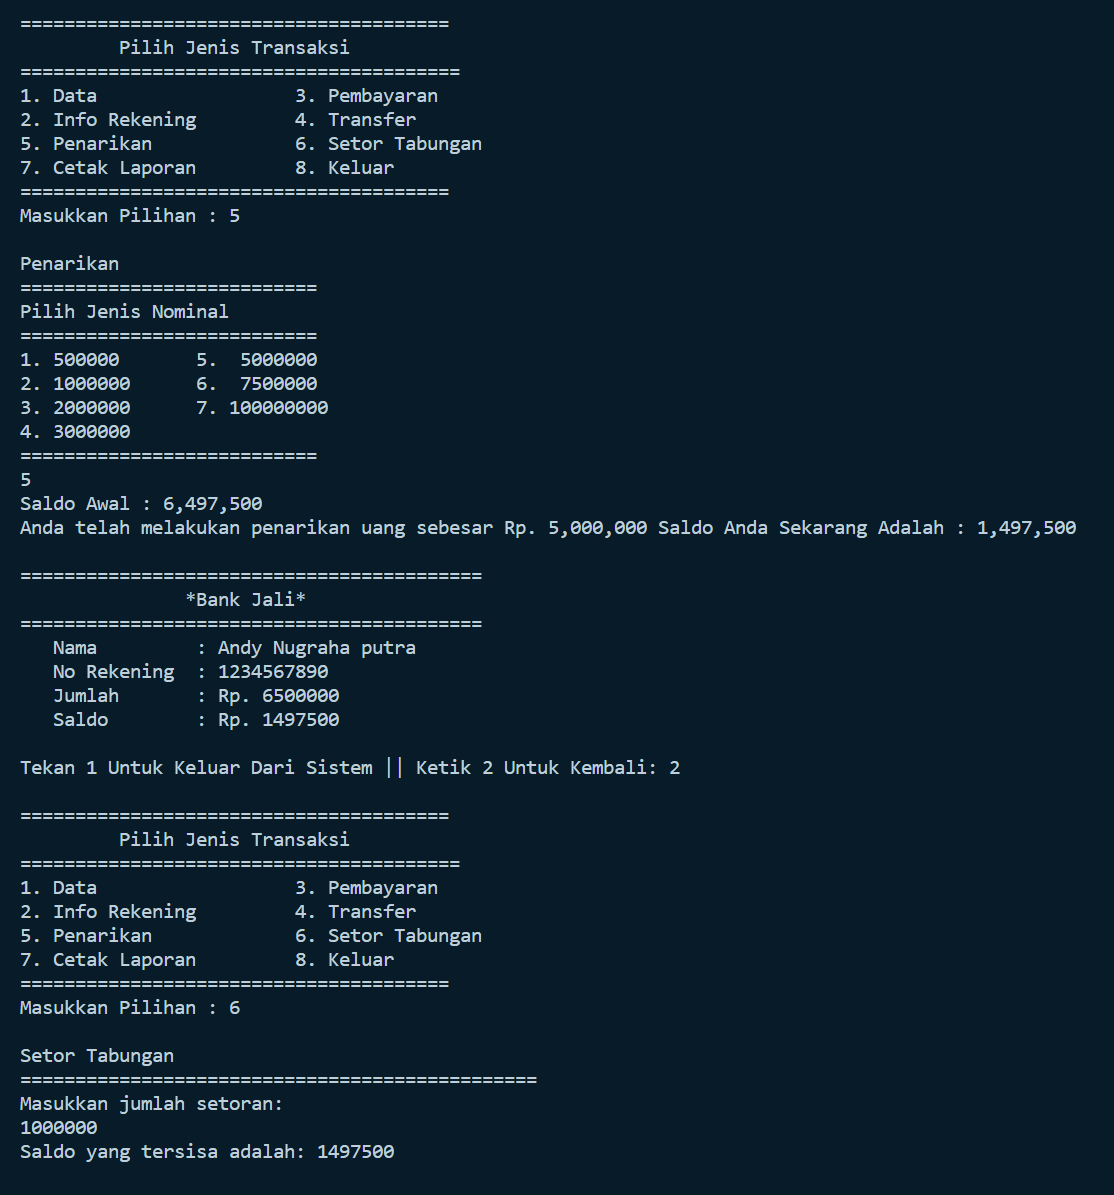 =======================================
         Pilih Jenis Transaksi
========================================
1. Data                  3. Pembayaran
2. Info Rekening         4. Transfer
5. Penarikan             6. Setor Tabungan
7. Cetak Laporan         8. Keluar
=======================================
Masukkan Pilihan : 5

Penarikan
===========================
Pilih Jenis Nominal
===========================
1. 500000       5.  5000000
2. 1000000      6.  7500000
3. 2000000      7. 100000000
4. 3000000
===========================
5
Saldo Awal : 6,497,500
Anda telah melakukan penarikan uang sebesar Rp. 5,000,000 Saldo Anda Sekarang Adalah : 1,497,500

==========================================
               *Bank Jali*
==========================================
   Nama         : Andy Nugraha putra
   No Rekening  : 1234567890
   Jumlah       : Rp. 6500000
   Saldo        : Rp. 1497500

Tekan 1 Untuk Keluar Dari Sistem || Ketik 2 Untuk Kembali: 2

=======================================
         Pilih Jenis Transaksi
========================================
1. Data                  3. Pembayaran
2. Info Rekening         4. Transfer
5. Penarikan             6. Setor Tabungan
7. Cetak Laporan         8. Keluar
=======================================
Masukkan Pilihan : 6

Setor Tabungan
===============================================
Masukkan jumlah setoran:
1000000
Saldo yang tersisa adalah: 1497500